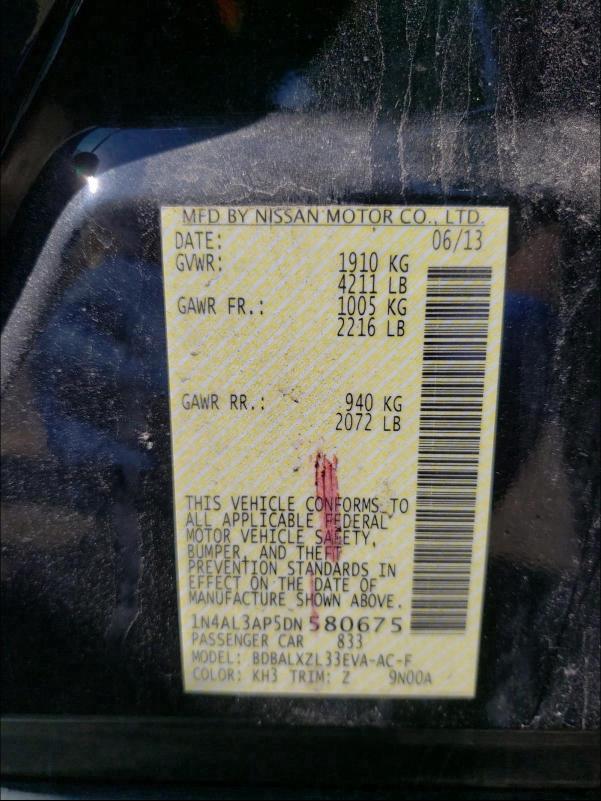 MFD BY NISSAN MOTOR CO., LTD.
DATE: 06/13
GVWR: 1910 KG
4211 LB
GAWR FR.: 1005 KG
2216 LB
GAWR RR.: 940 KG
2072 LB
THIS VEHICLE CONFORMS TO
ALL APPLICABLE FEDERAL
MOTOR VEHICLE SAFETY,
BUMPER, AND THEFT
PREVENTION STANDARDS IN
EFFECT ON THE DATE OF
MANUFACTURE SHOWN ABOVE.
1N4AL3AP5DN 580675
PASSENGER CAR 833
MODEL: BDBALXZL33EVA-AC-F
COLOR: KH3 TRIM: Z 9N00A